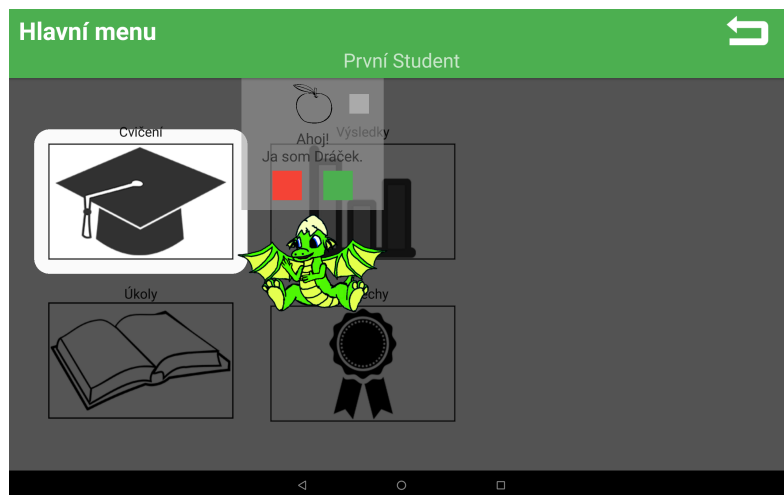 Hlavní menu
První Student
Cvičení
Výsledky
Ahoj!
Ja som Dráček.
Úkoly